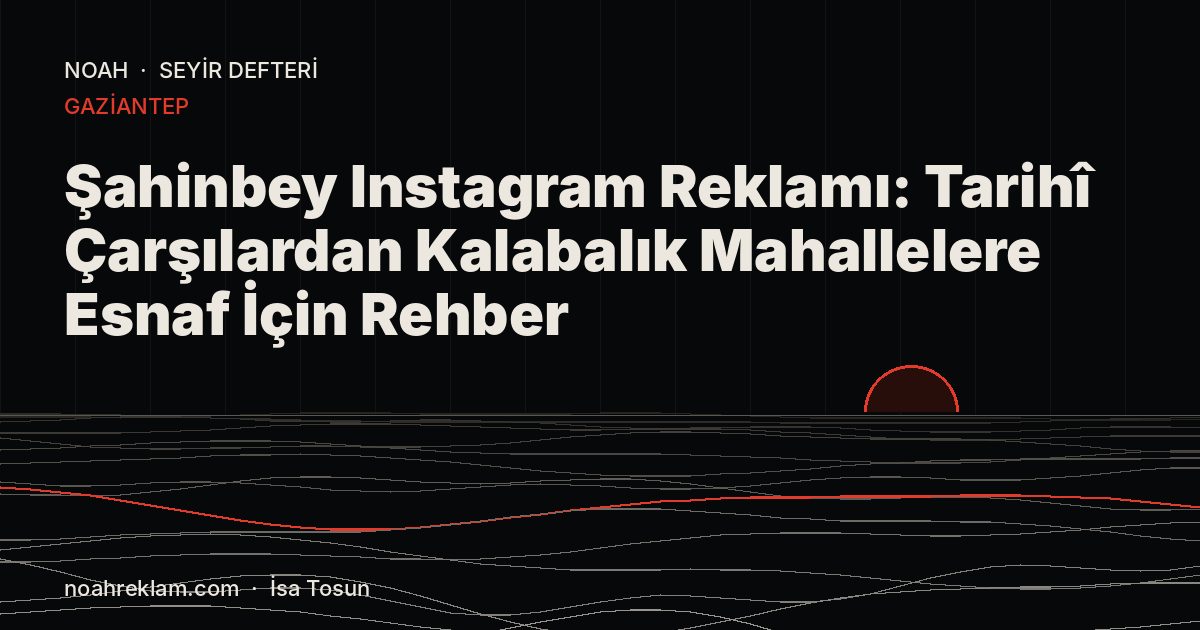 NOAH · SEYİR DEFTERİ
GAZİANTEP
Şahinbey Instagram Reklamı: Tarihî
Çarşılardan Kalabalık Mahallelere
Esnaf İçin Rehber
noahreklam.com · İsa Tosun